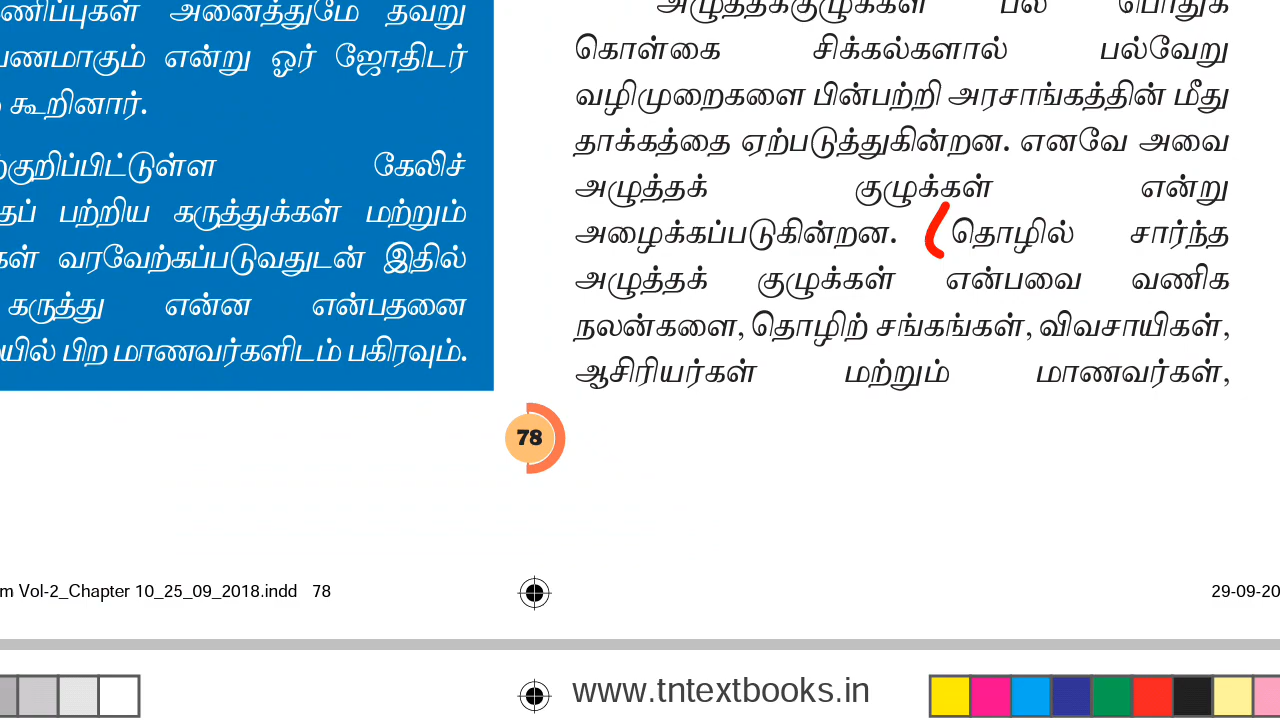 அனைத்துமே தவறு
என்று ஓர் ஜோதிடர்
கூறினார்.
கேலிச்
பற்றிய கருத்துக்கள் மற்றும்
வரவேற்கப்படுவதுடன் இதில்
கருத்து என்ன என்பதனை
பிற மாணவர்களிடம் பகிரவும்.
அழுத்தக்குழுக்கள் பல பொதுக்
கொள்கை சிக்கல்களால் பல்வேறு
வழிமுறைகளை பின்பற்றி அரசாங்கத்தின் மீது
தாக்கத்தை ஏற்படுத்துகின்றன. எனவே அவை
அழுத்தக் குழுக்கள் என்று
அழைக்கப்படுகின்றன. தொழில் சார்ந்த
அழுத்தக் குழுக்கள் என்பவை வணிக
நலன்களை, தொழிற் சங்கங்கள், விவசாயிகள்,
ஆசிரியர்கள் மற்றும் மாணவர்கள்,
78
m Vol-2_Chapter 10_25_09_2018.indd 78
29-09-20
www.tntextbooks.in